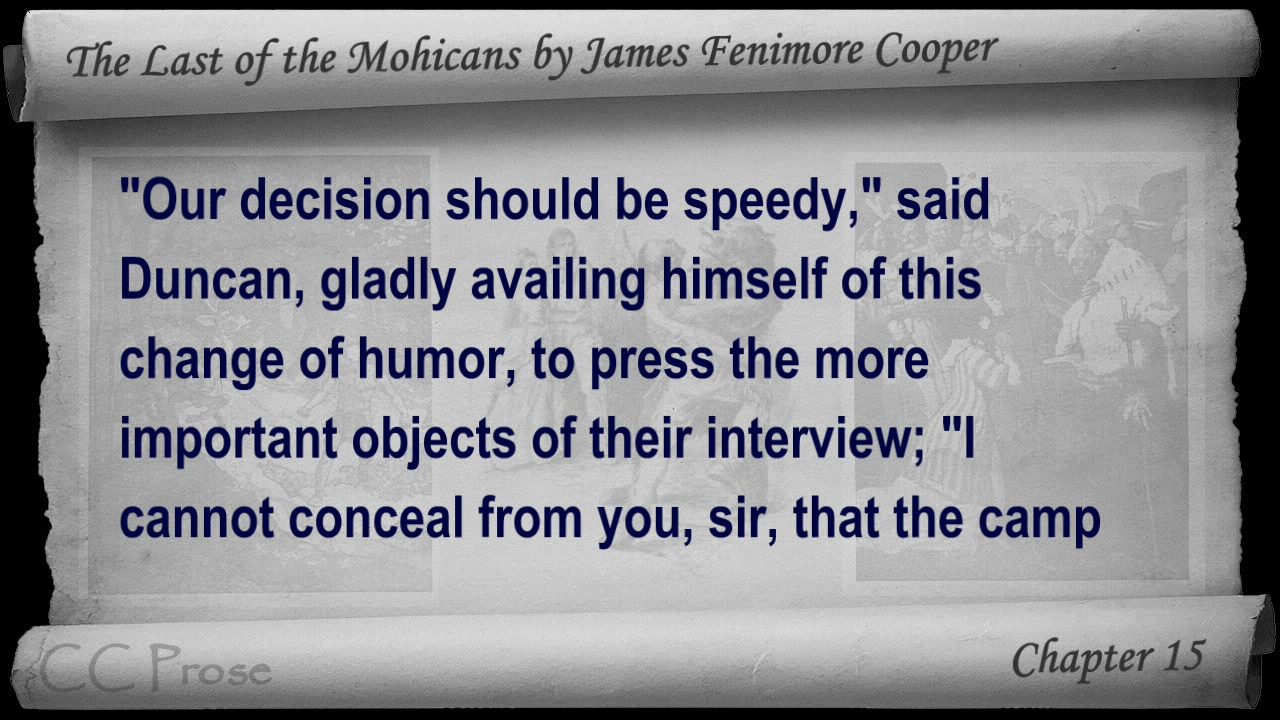 The Last of the Mohicans by James Fenimore Cooper
"Our decision should be speedy," said
Duncan, gladly availing himself of this
change of humor, to press the more
important objects of their interview; "I
cannot conceal from you, sir, that the camp
CC Prose
Chapter 15